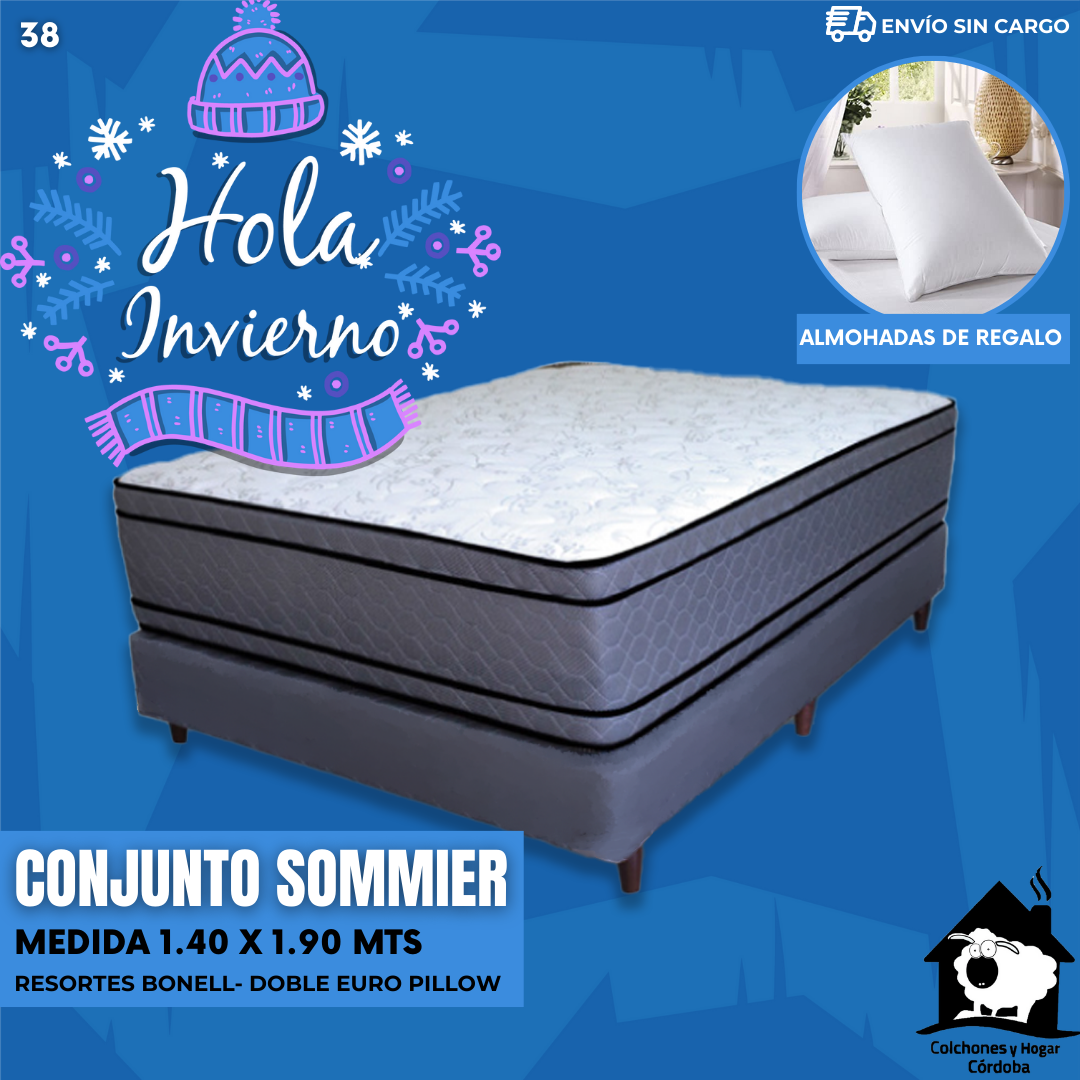 38
ENVÍO SIN CARGO
Hola
Invierno
ALMOHADAS DE REGALO
CONJUNTO SOMMIER
MEDIDA 1.40 X 1.90 MTS
RESORTES BONELL- DOBLE EURO PILLOW
Colchones y Hogar
Córdoba